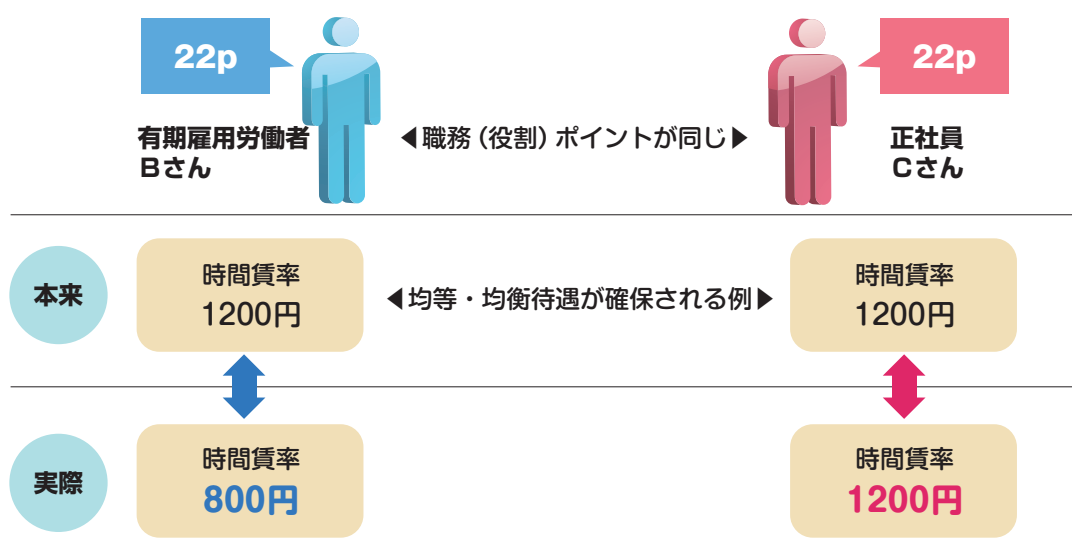 22p
22p
有期雇用労働者
Bさん
◀職務（役割）ポイントが同じ▶
正社員
Cさん
本来
時間賃率
1200円
◀均等・均衡待遇が確保される例▶
時間賃率
1200円
実際
時間賃率
800円
時間賃率
1200円